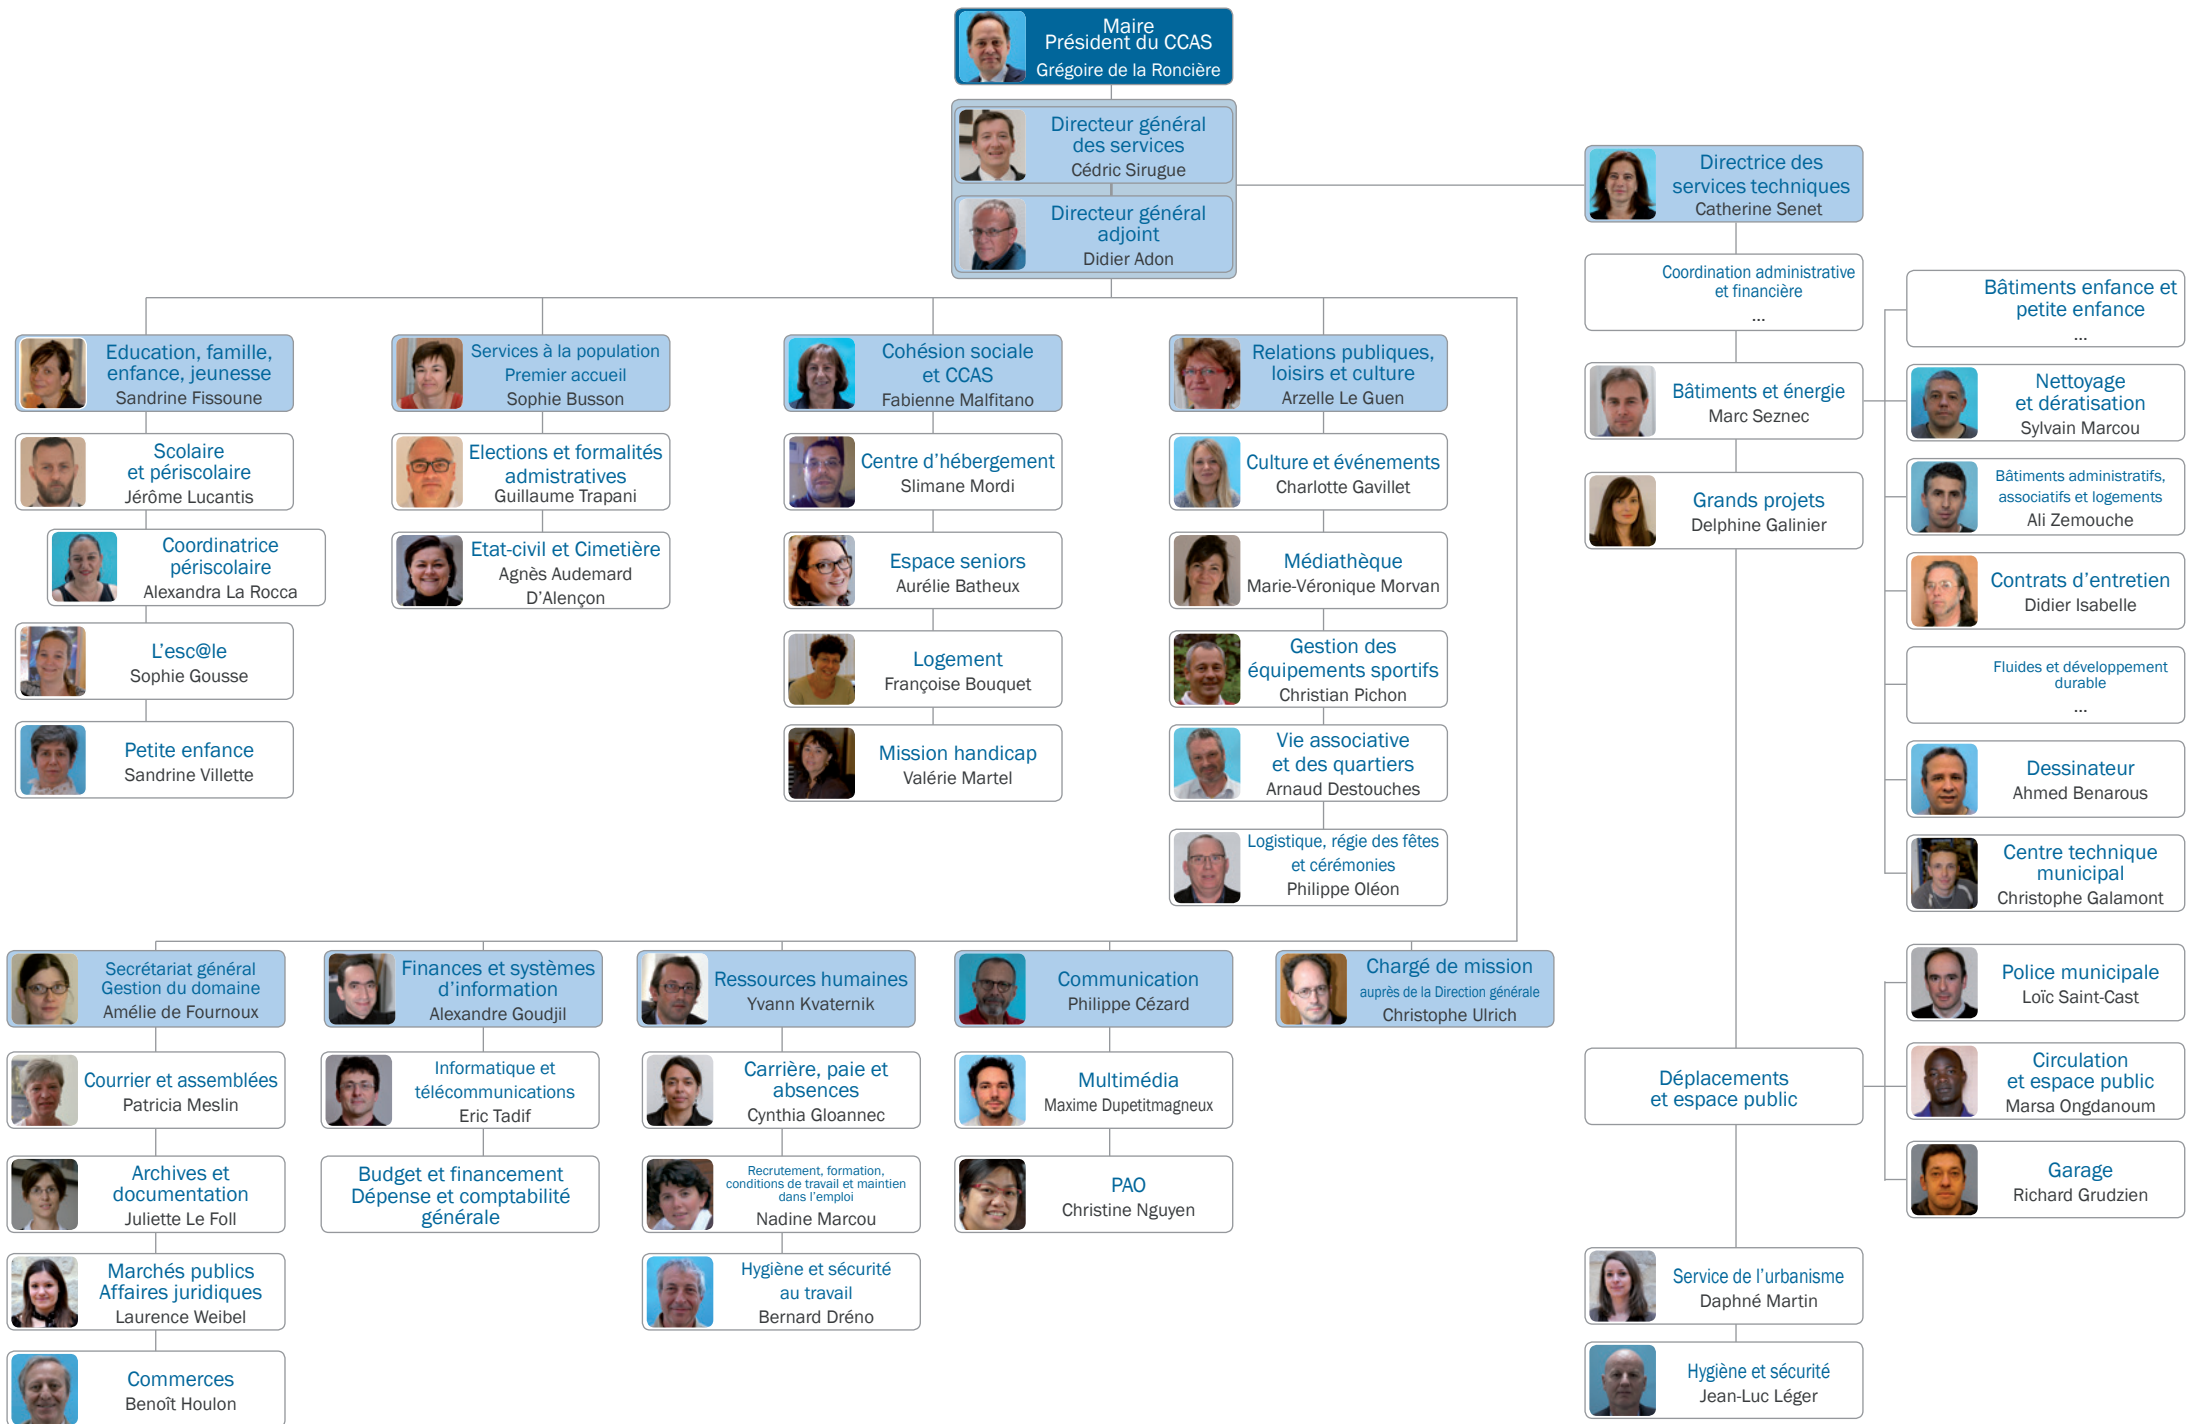 Maire
Président du CCAS
Grégoire de la Roncière
Directeur général
des services
Cédric Sirugue
Directeur général
adjoint
Didier Adon
Directrice des
services techniques
Catherine Senet
Coordination administrative
et financière
...
Bâtiments et énergie
Marc Seznec
Grands projets
Delphine Galinier
Bâtiments enfance et
petite enfance
...
Nettoyage
et dératisation
Sylvain Marcou
Bâtiments administratifs,
associatifs et logements
Ali Zemouche
Contrats d'entretien
Didier Isabelle
Fluides et développement
durable
...
Dessinateur
Ahmed Benarous
Centre technique
municipal
Christophe Galamont
Education, famille,
enfance, jeunesse
Sandrine Fissoune
Scolaire
et périscolaire
Jérôme Lucantis
Coordinatrice
périscolaire
Alexandra La Rocca
L'esc@le
Sophie Gousse
Petite enfance
Sandrine Villette
Services à la population
Premier accueil
Sophie Busson
Elections et formalités
admistratives
Guillaume Trapani
Etat-civil et Cimetière
Agnès Audemard
D'Alençon
Cohésion sociale
et CCAS
Fabienne Malfitano
Centre d'hébergement
Slimane Mordi
Espace seniors
Aurélie Batheux
Logement
Françoise Bouquet
Mission handicap
Valérie Martel
Relations publiques,
loisirs et culture
Arzelle Le Guen
Culture et événements
Charlotte Gavillet
Médiathèque
Marie-Véronique Morvan
Gestion des
équipements sportifs
Christian Pichon
Vie associative
et des quartiers
Arnaud Destouches
Logistique, régie des fêtes
et cérémonies
Philippe Oléon
Secrétariat général
Gestion du domaine
Amélie de Fournoux
Courrier et assemblées
Patricia Meslin
Archives et
documentation
Juliette Le Foll
Marchés publics
Affaires juridiques
Laurence Weibel
Commerces
Benoît Houlon
Finances et systèmes
d'information
Alexandre Goudjil
Informatique et
télécommunications
Eric Tadif
Budget et financement
Dépense et comptabilité
générale
Ressources humaines
Yvann Kvaternik
Carrière, paie et
absences
Cynthia Gloannec
Recrutement, formation,
conditions de travail et maintien
dans l'emploi
Nadine Marcou
Hygiène et sécurité
au travail
Bernard Dréno
Communication
Philippe Cézard
Multimédia
Maxime Dupetitmagneux
PAO
Christine Nguyen
Chargé de mission
auprès de la Direction générale
Christophe Ulrich
Déplacements
et espace public
Police municipale
Loïc Saint-Cast
Circulation
et espace public
Marsa Ongdanoum
Garage
Richard Grudzien
Service de l'urbanisme
Daphné Martin
Hygiène et sécurité
Jean-Luc Léger